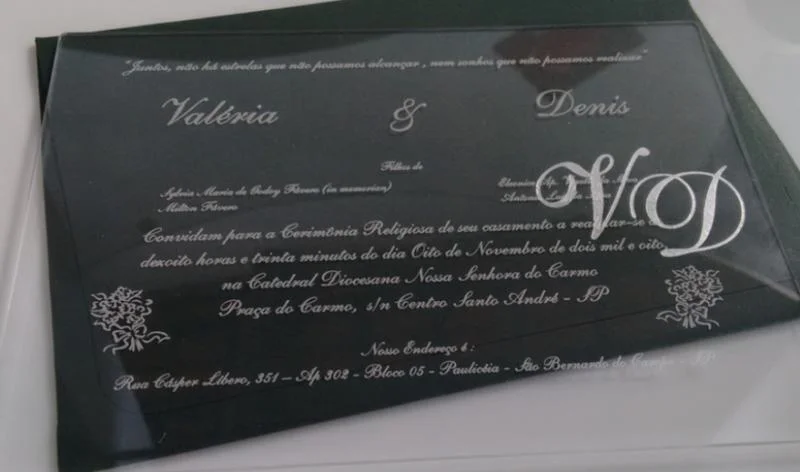 "Juntos, não há estrelas que não possamos alcançar, nem sonhos que não possamos realizar"
Valéria & Denis
Filhos de
Sylvia Maria de Godoy Fávero (in memorian)
Milton Fávero
VD
Convidam para a Cerimônia Religiosa de seu casamento a realizar-se
dezoito horas e trinta minutos do dia Oito de Novembro de dois mil e oito,
na Catedral Diocesana Nossa Senhora do Carmo
Praça do Carmo, s/n Centro Santo André - SP
Nosso Endereço é :
Rua Cásper Líbero, 351 - Ap 302 - Bloco 05 - Paulicéia - São Bernardo do Campo - SP